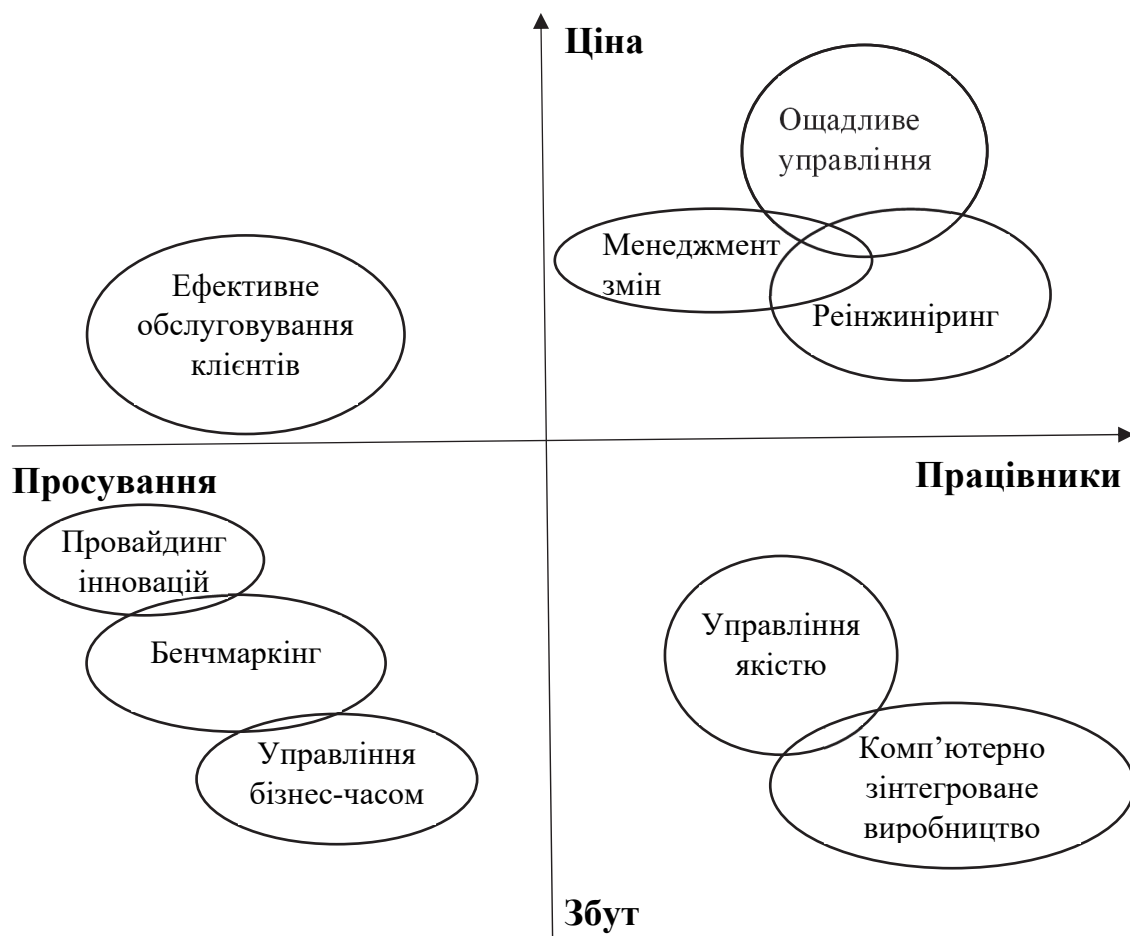 Ціна
Ощадливе
управління
Менеджмент
змін
Реінжиніринг
Ефективне
обслуговування
клієнтів
Просування
Працівники
Провайдинг
інновацій
Бенчмаркінг
Управління
бізнес-часом
Управління
якістю
Комп’ютерно
зінтегроване
виробництво
Збут